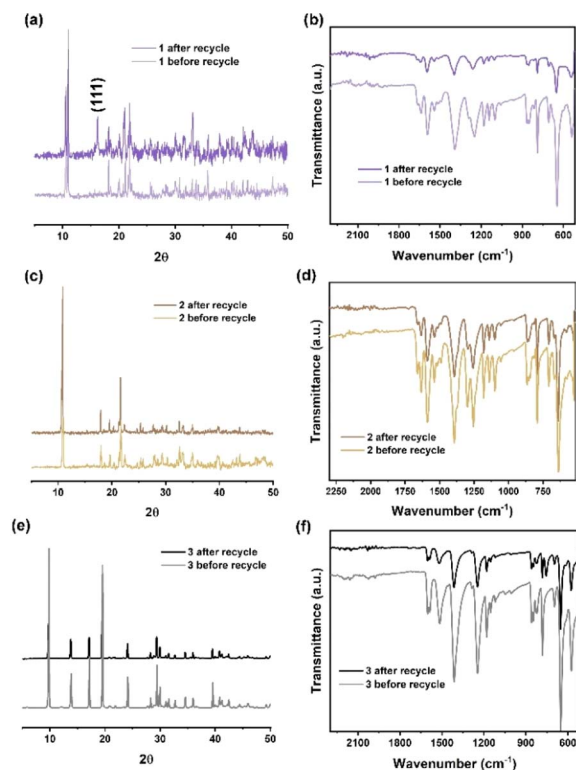 (a)
1 after recycle
1 before recycle
(111)
10 20 30 40 50
2θ
(b)
Transmittance (a.u.)
1 after recycle
1 before recycle
2100 1800 1500 1200 900 600
Wavenumber (cm⁻¹)
(c)
2 after recycle
2 before recycle
10 20 30 40 50
2θ
(d)
Transmittance (a.u.)
2 after recycle
2 before recycle
2250 2000 1750 1500 1250 1000 750
Wavenumber (cm⁻¹)
(e)
3 after recycle
3 before recycle
10 20 30 40 50
2θ
(f)
Transmittance (a.u.)
3 after recycle
3 before recycle
2100 1800 1500 1200 900 600
Wavenumber (cm⁻¹)